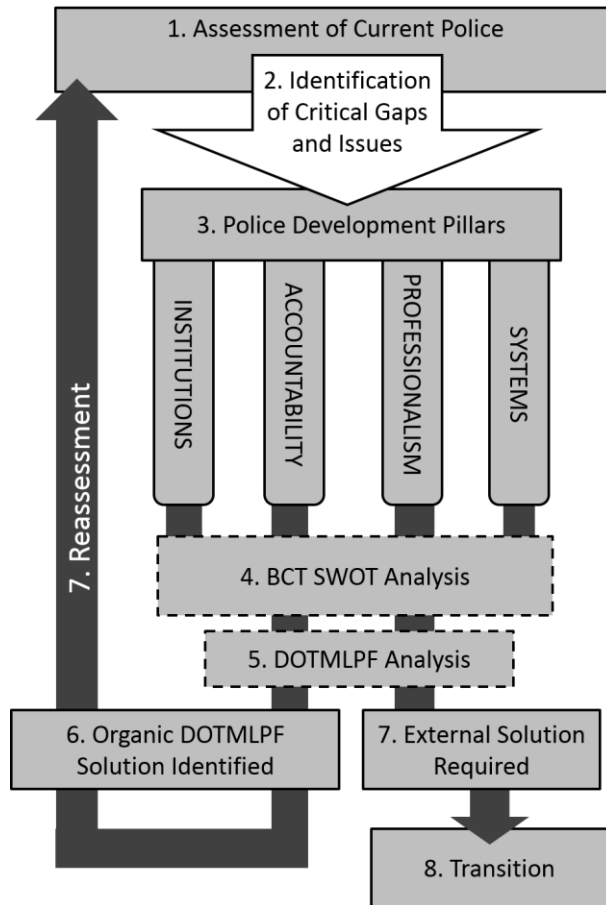 1. Assessment of Current Police
2. Identification
of Critical Gaps
and Issues
3. Police Development Pillars
INSTITUTIONS
ACCOUNTABILITY
PROFESSIONALISM
SYSTEMS
7. Reassessment
4. BCT SWOT Analysis
5. DOTMLPF Analysis
6. Organic DOTMLPF
Solution Identified
7. External Solution
Required
8. Transition